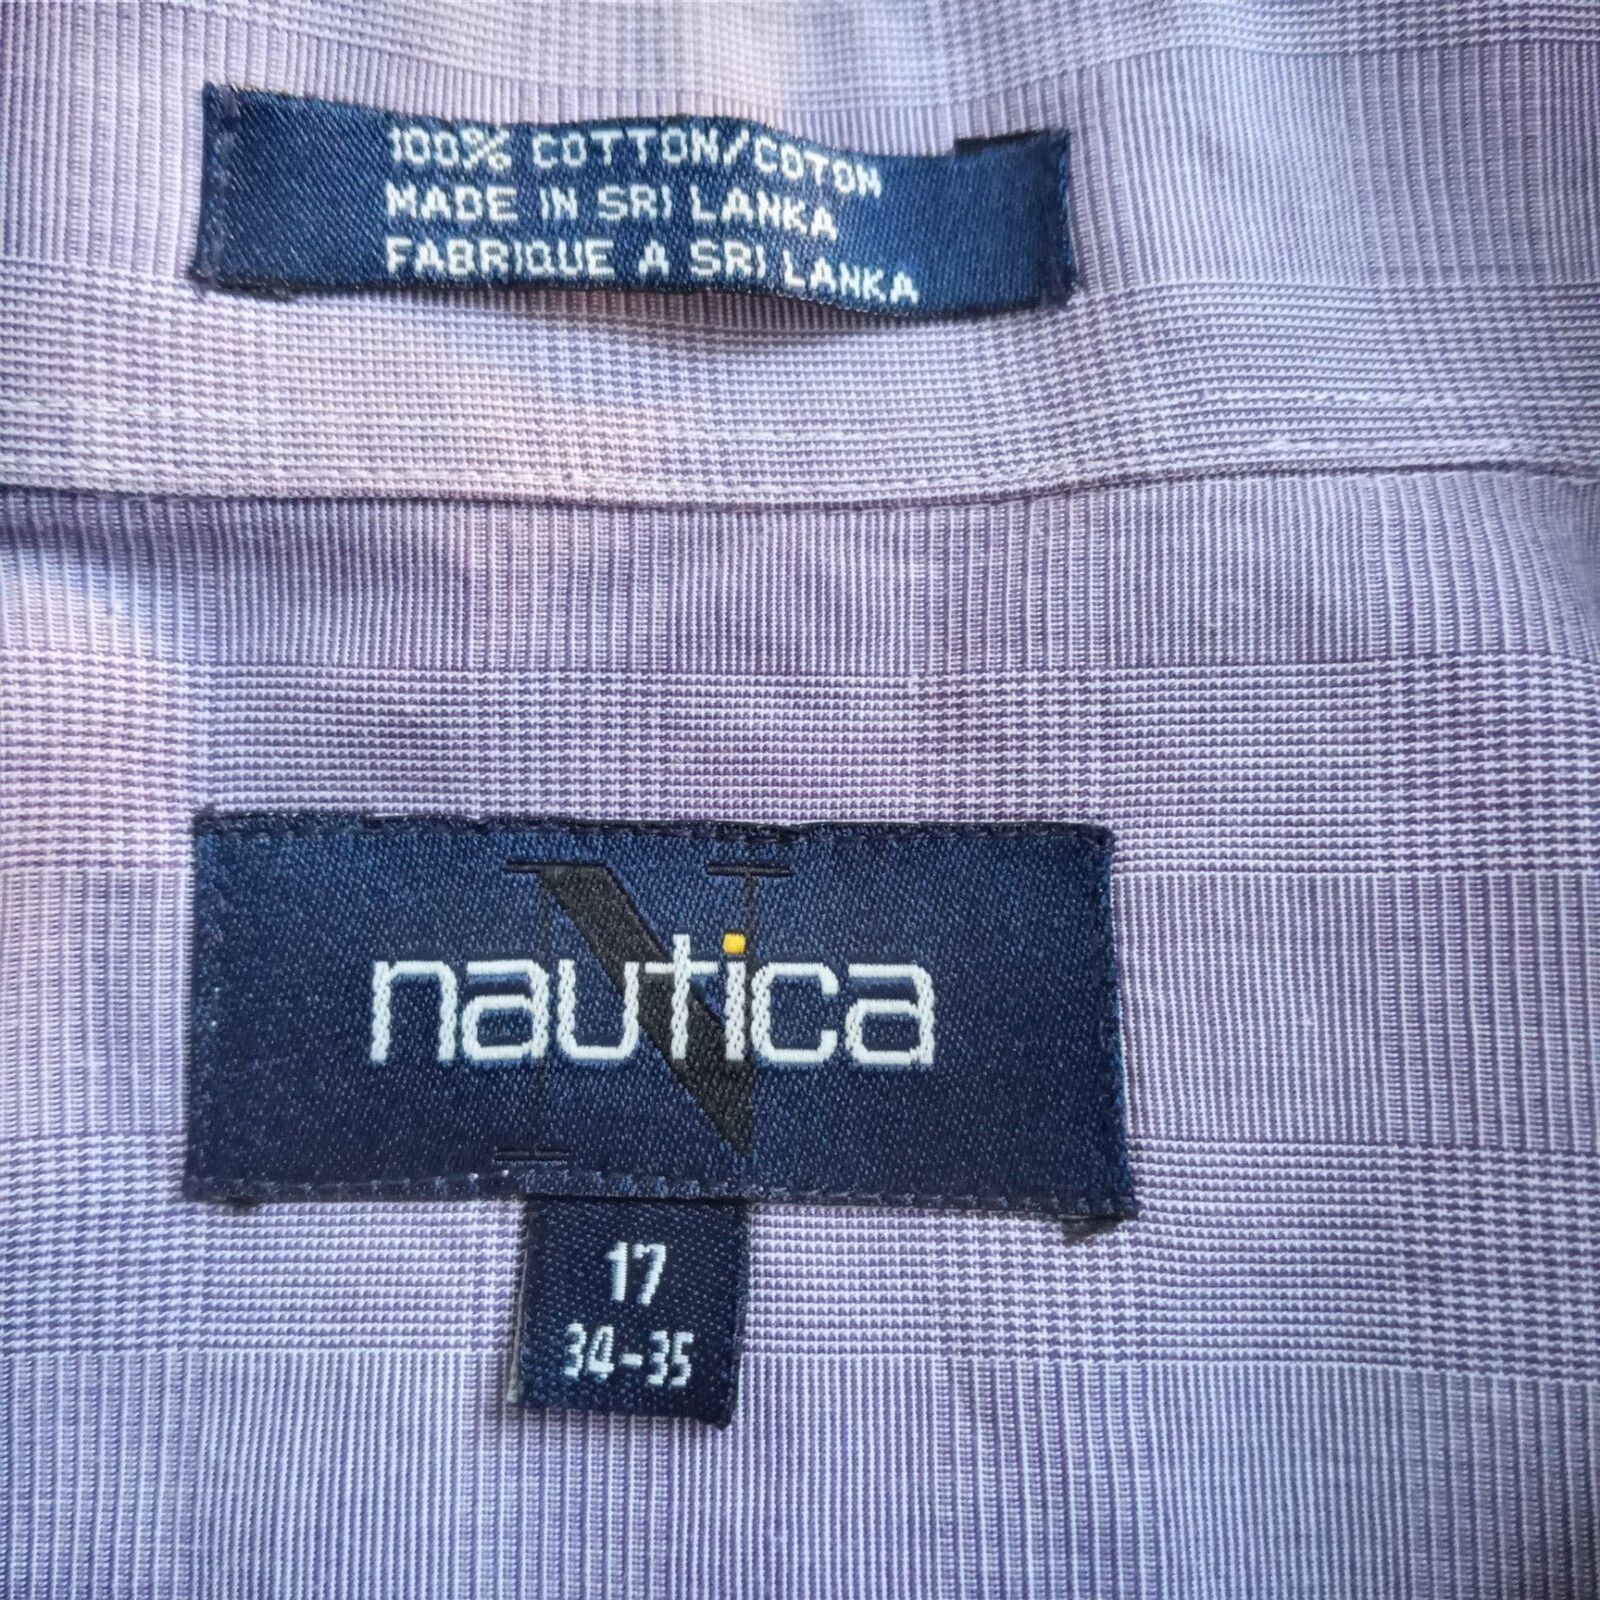 100% COTTON/COTON
MADE IN SRI LANKA
FABRIQUE A SRI LANKA
N
nautica
17
34-35